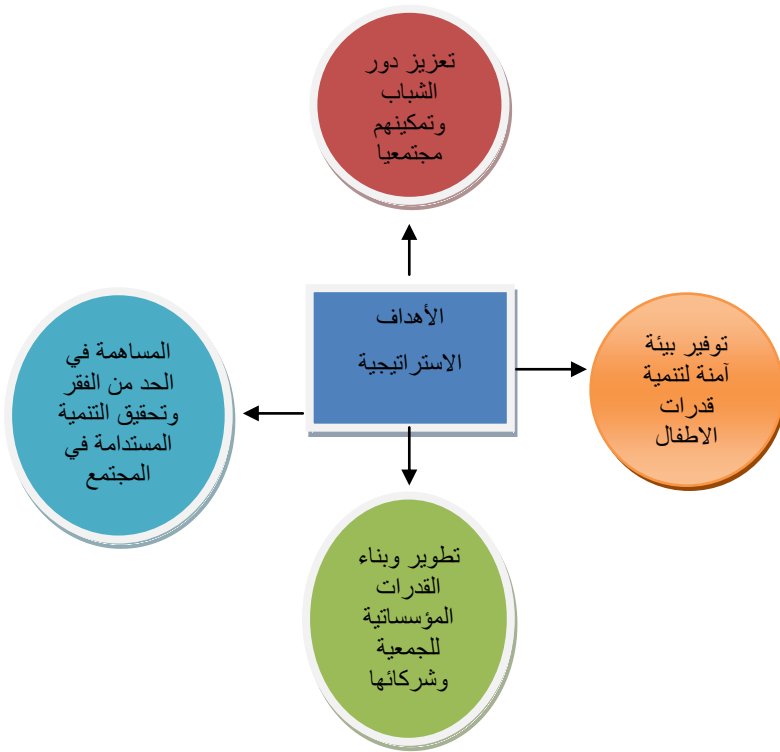 تعزيز دور
الشباب
وتمكينهم
مجتمعيا
الأهداف
الاستراتيجية
توفير بيئة
آمنة لتنمية
قدرات
الاطفال
المساهمة في
الحد من الفقر
وتحقيق التنمية
المستدامة في
المجتمع
تطوير وبناء
القدرات
المؤسساتية
للجمعية
وشركائها